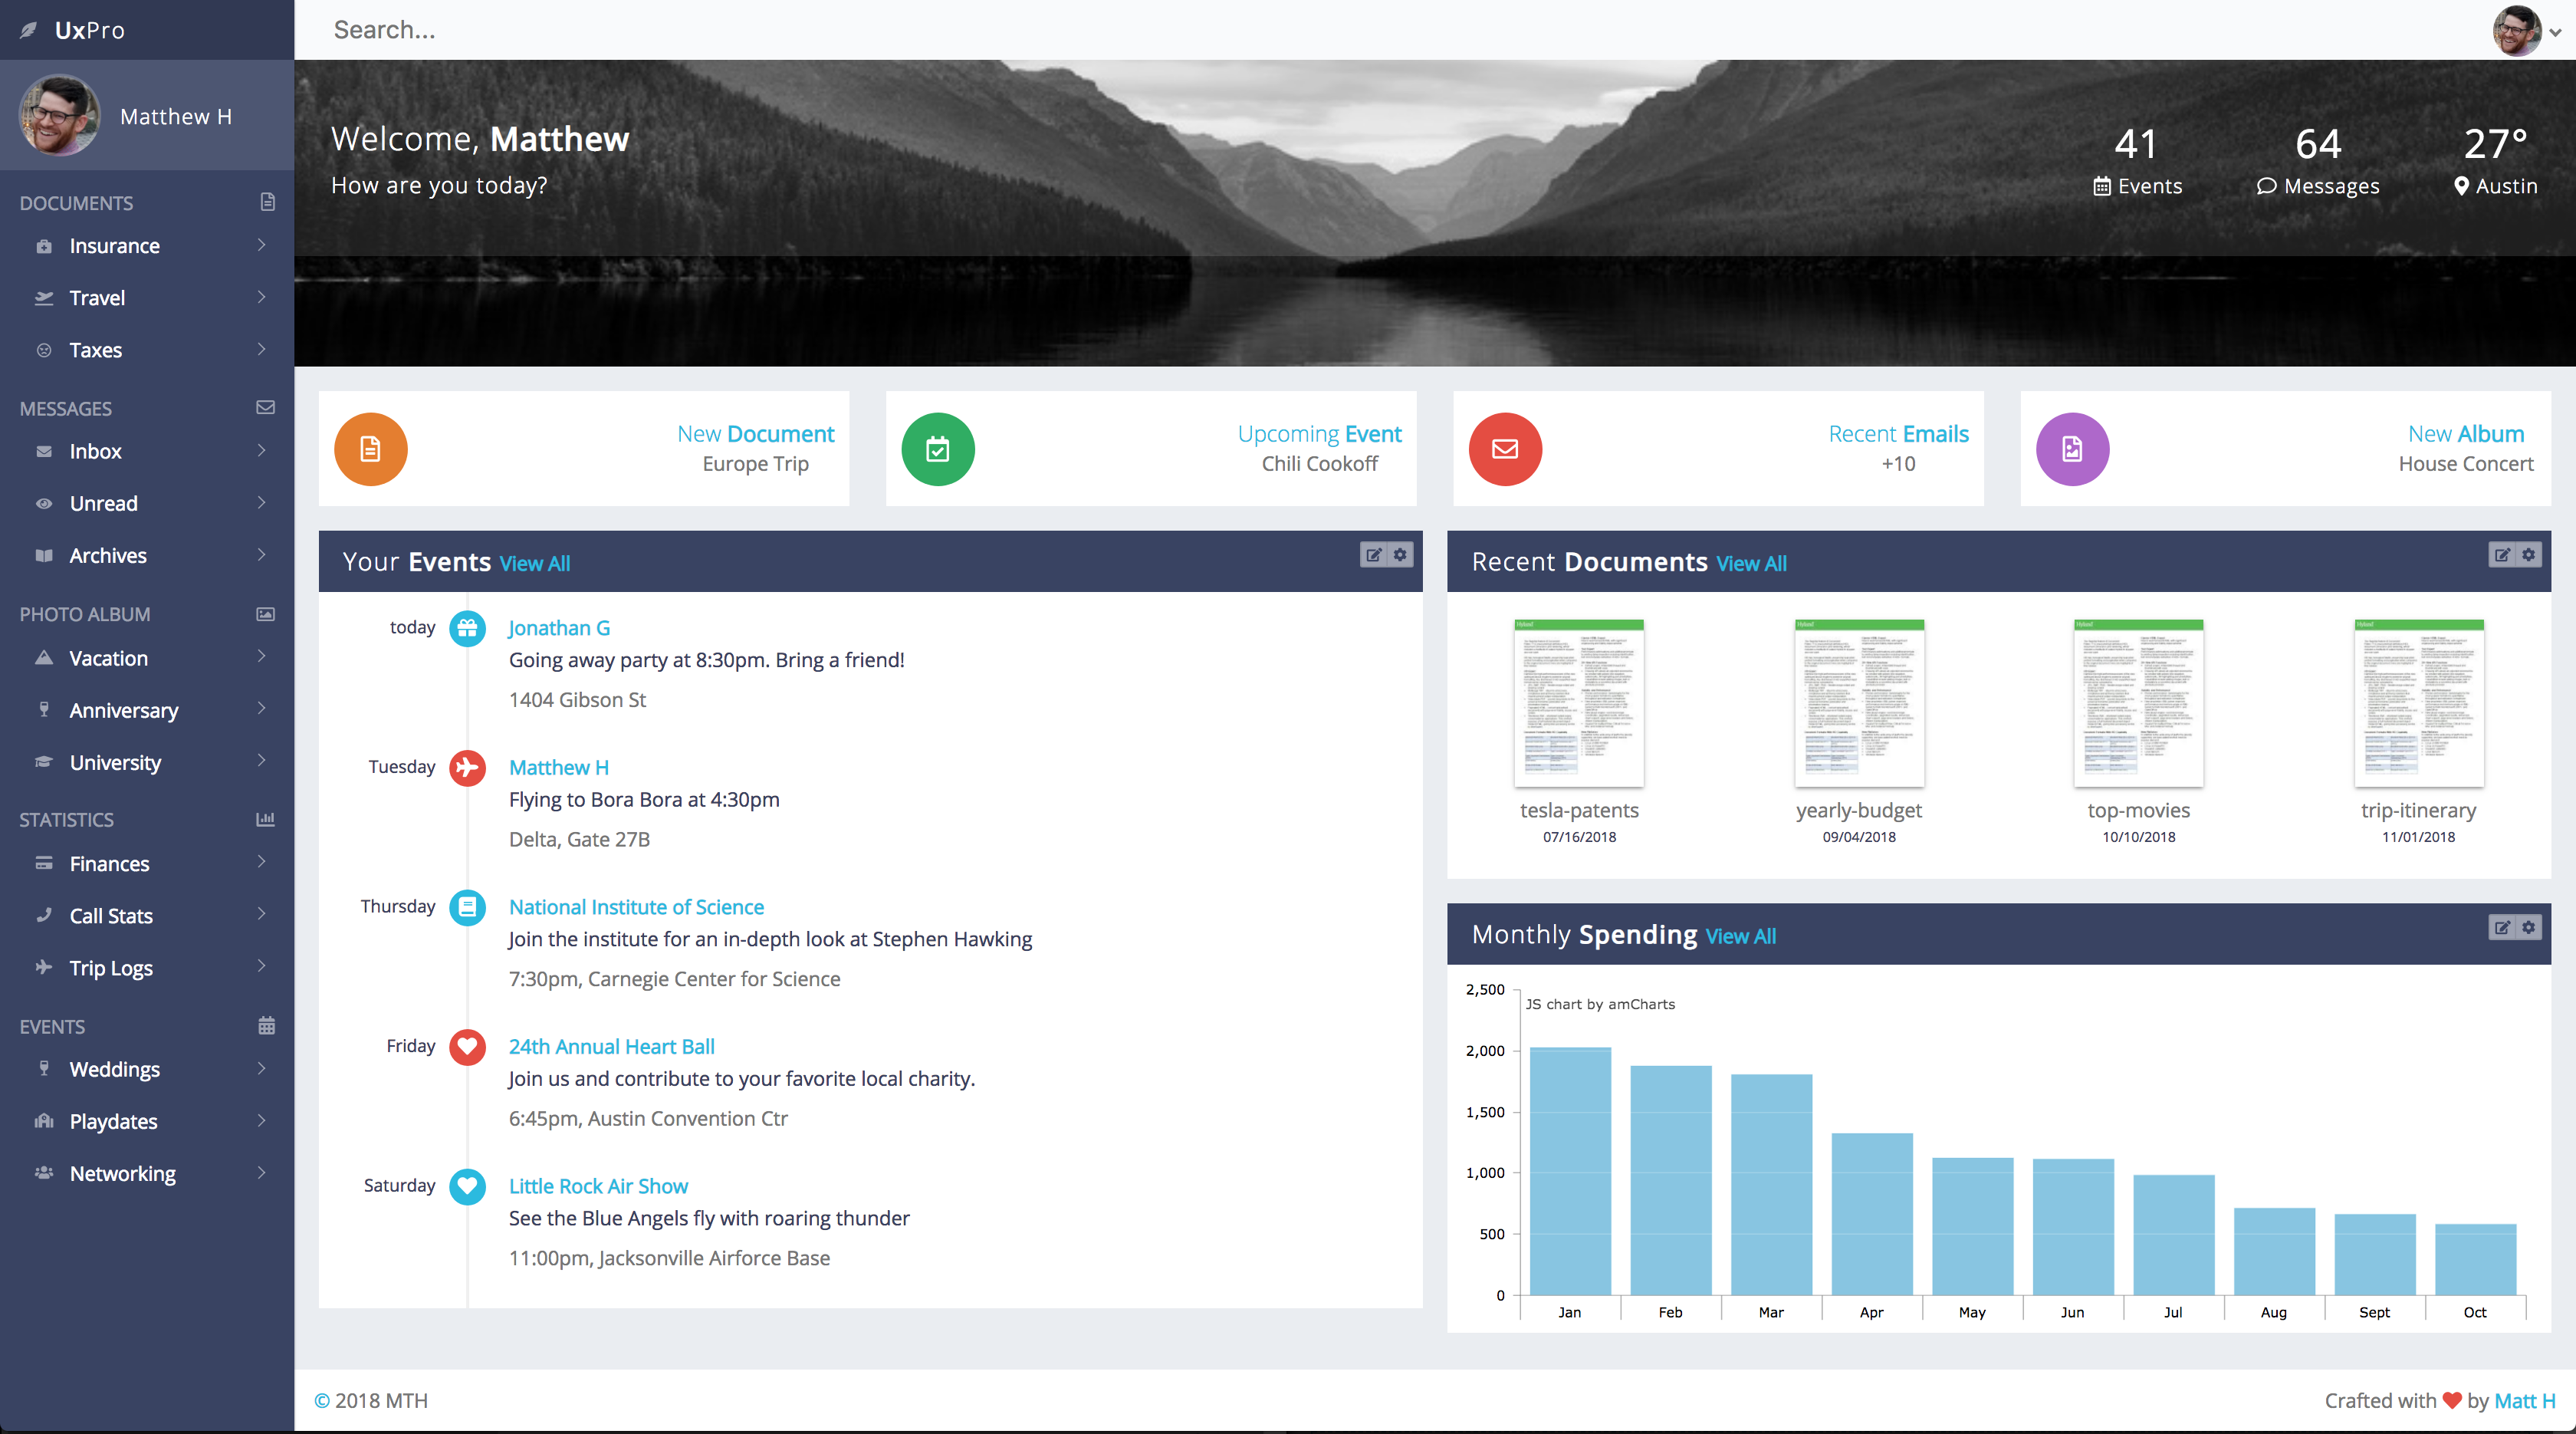 UxPro
Search...
Matthew H
DOCUMENTS
Insurance
Travel
Taxes
MESSAGES
Inbox
Unread
Archives
PHOTO ALBUM
Vacation
Anniversary
University
STATISTICS
Finances
Call Stats
Trip Logs
EVENTS
Weddings
Playdates
Networking
Welcome, Matthew
How are you today?
41
Events
64
Messages
27°
Austin
New Document
Europe Trip
Upcoming Event
Chili Cookoff
Recent Emails
+10
New Album
House Concert
Your Events View All
today
Jonathan G
Going away party at 8:30pm. Bring a friend!
1404 Gibson St
Tuesday
Matthew H
Flying to Bora Bora at 4:30pm
Delta, Gate 27B
Thursday
National Institute of Science
Join the institute for an in-depth look at Stephen Hawking
7:30pm, Carnegie Center for Science
Friday
24th Annual Heart Ball
Join us and contribute to your favorite local charity.
6:45pm, Austin Convention Ctr
Saturday
Little Rock Air Show
See the Blue Angels fly with roaring thunder
11:00pm, Jacksonville Airforce Base
Recent Documents View All
tesla-patents
07/16/2018
yearly-budget
09/04/2018
top-movies
10/10/2018
trip-itinerary
11/01/2018
Monthly Spending View All
JS chart by amCharts
2,500
2,000
1,500
1,000
500
0
Jan Feb Mar Apr May Jun Jul Aug Sept Oct
© 2018 MTH
Crafted with ♥ by Matt H